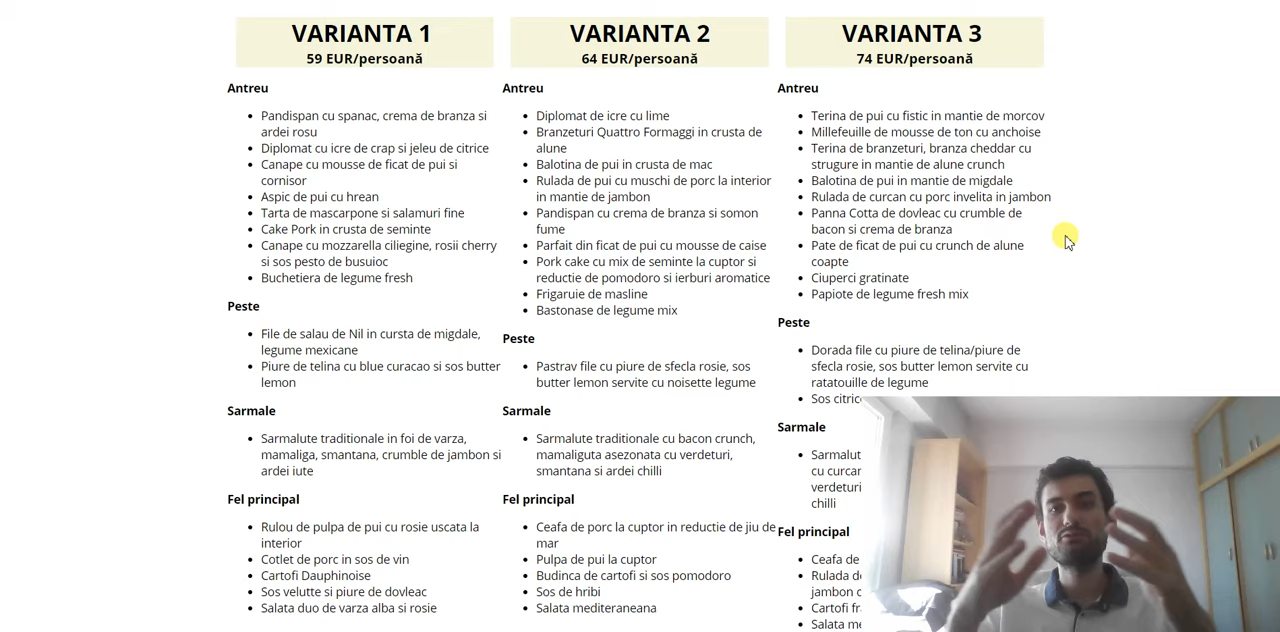 VARIANTA 1
59 EUR/persoană
Antreu
Pandispan cu spanac, crema de branza si
ardei rosu
Diplomat cu icre de crap si jeleu de citrice
Canape cu mousse de ficat de pui si
cornisor
Aspic de pui cu hrean
Tarta de mascarpone si salamuri fine
Cake Pork in crusta de seminte
Canape cu mozzarella ciliegine, rosii cherry
si sos pesto de busuioc
Buchetiera de legume fresh
Peste
File de salau de Nil in cursta de migdale,
legume mexicane
Piure de telina cu blue curacao si sos butter
lemon
Sarmale
Sarmalute traditionale in foi de varza,
mamaliga, smantana, crumble de jambon si
ardei iute
Fel principal
Rulou de pulpa de pui cu rosie uscata la
interior
Cotlet de porc in sos de vin
Cartofi Dauphinoise
Sos velutte si piure de dovleac
Salata duo de varza alba si rosie
VARIANTA 2
64 EUR/persoană
Antreu
Diplomat de icre cu lime
Branzeturi Quattro Formaggi in crusta de
alune
Balotina de pui in crusta de mac
Rulada de pui cu muschi de porc la interior
in mantie de jambon
Pandispan cu crema de branza si somon
fume
Parfait din ficat de pui cu mousse de caise
Pork cake cu mix de seminte la cuptor si
reductie de pomodoro si ierburi aromatice
Frigaruie de masline
Bastonase de legume mix
Peste
Pastrav file cu piure de sfecla rosie, sos
butter lemon servite cu noisette legume
Sarmale
Sarmalute traditionale cu bacon crunch,
mamaliguta asezonata cu verdeturi,
smantana si ardei chilli
Fel principal
Ceafa de porc la cuptor in reductie de jiu de
mar
Pulpa de pui la cuptor
Budinca de cartofi si sos pomodoro
Sos de hribi
Salata mediteraneana
VARIANTA 3
74 EUR/persoană
Antreu
Terina de pui cu fistic in mantie de morcov
Millefeuille de mousse de ton cu anchoise
Terina de branzeturi, branza cheddar cu
strugure in mantie de alune crunch
Balotina de pui in mantie de migdale
Rulada de curcan cu porc invelita in jambon
Panna Cotta de dovleac cu crumble de
bacon si crema de branza
Pate de ficat de pui cu crunch de alune
coapte
Ciuperci gratinate
Papiote de legume fresh mix
Peste
Dorada file cu piure de telina/piure de
sfecla rosie, sos butter lemon servite cu
ratatouille de legume
Sos citric
Sarmale
Sarmalut
cu curcan
verdeturi
chilli
Fel principal
Ceafa de
Rulada de
jambon c
Cartofi
Salata